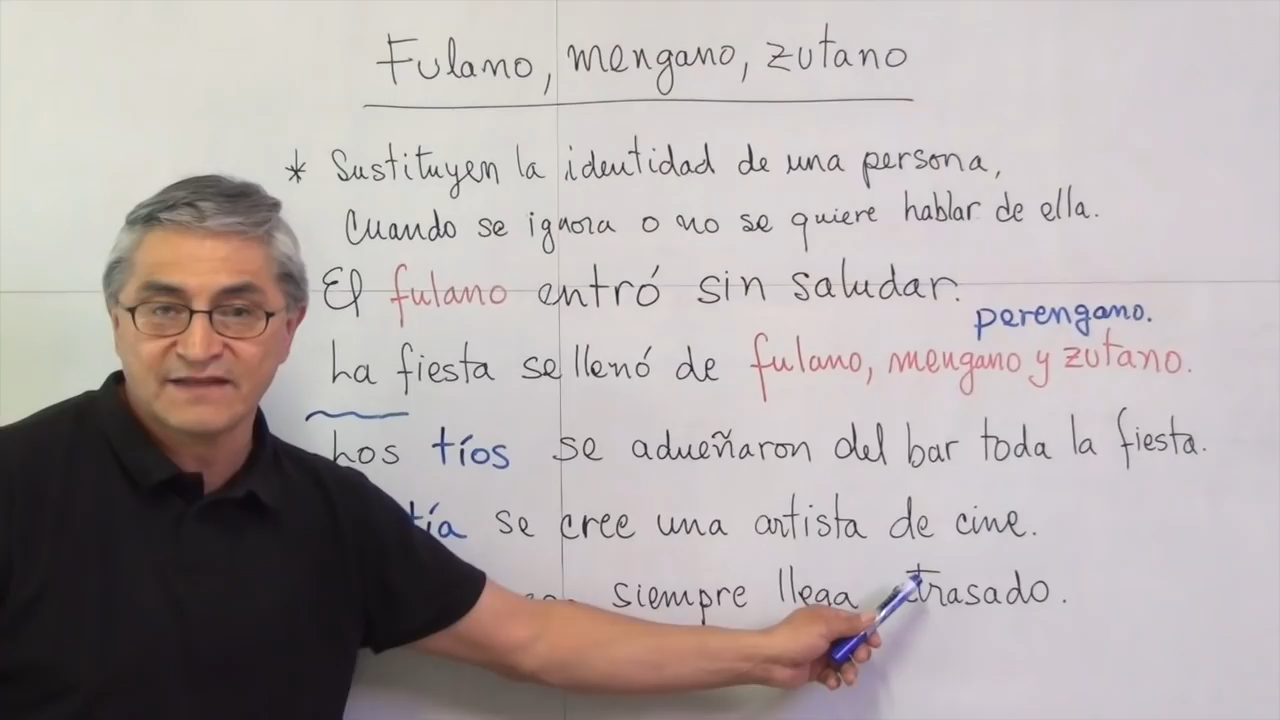 Fulano, mengano, zutano
* Sustituyen la identidad de una persona,
Cuando se ignora o no se quiere hablar de ella.
El fulano entró sin saludar.
perengano.
La fiesta se llenó de fulano, mengano y zutano.
Los tíos se adueñaron del bar toda la fiesta.
tía se cree una artista de cine.
siempre llega atrasado.